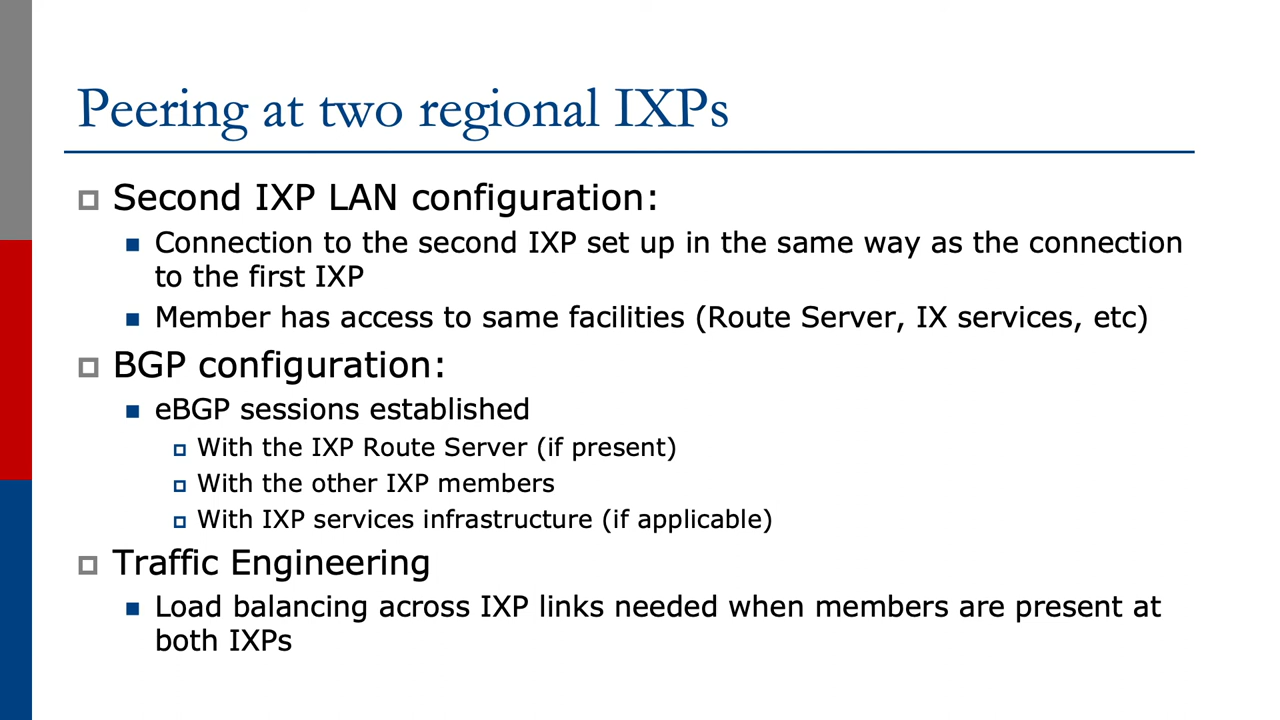 Peering at two regional IXPs
Second IXP LAN configuration:
Connection to the second IXP set up in the same way as the connection
to the first IXP
Member has access to same facilities (Route Server, IX services, etc)
BGP configuration:
eBGP sessions established
With the IXP Route Server (if present)
With the other IXP members
With IXP services infrastructure (if applicable)
Traffic Engineering
Load balancing across IXP links needed when members are present at
both IXPs